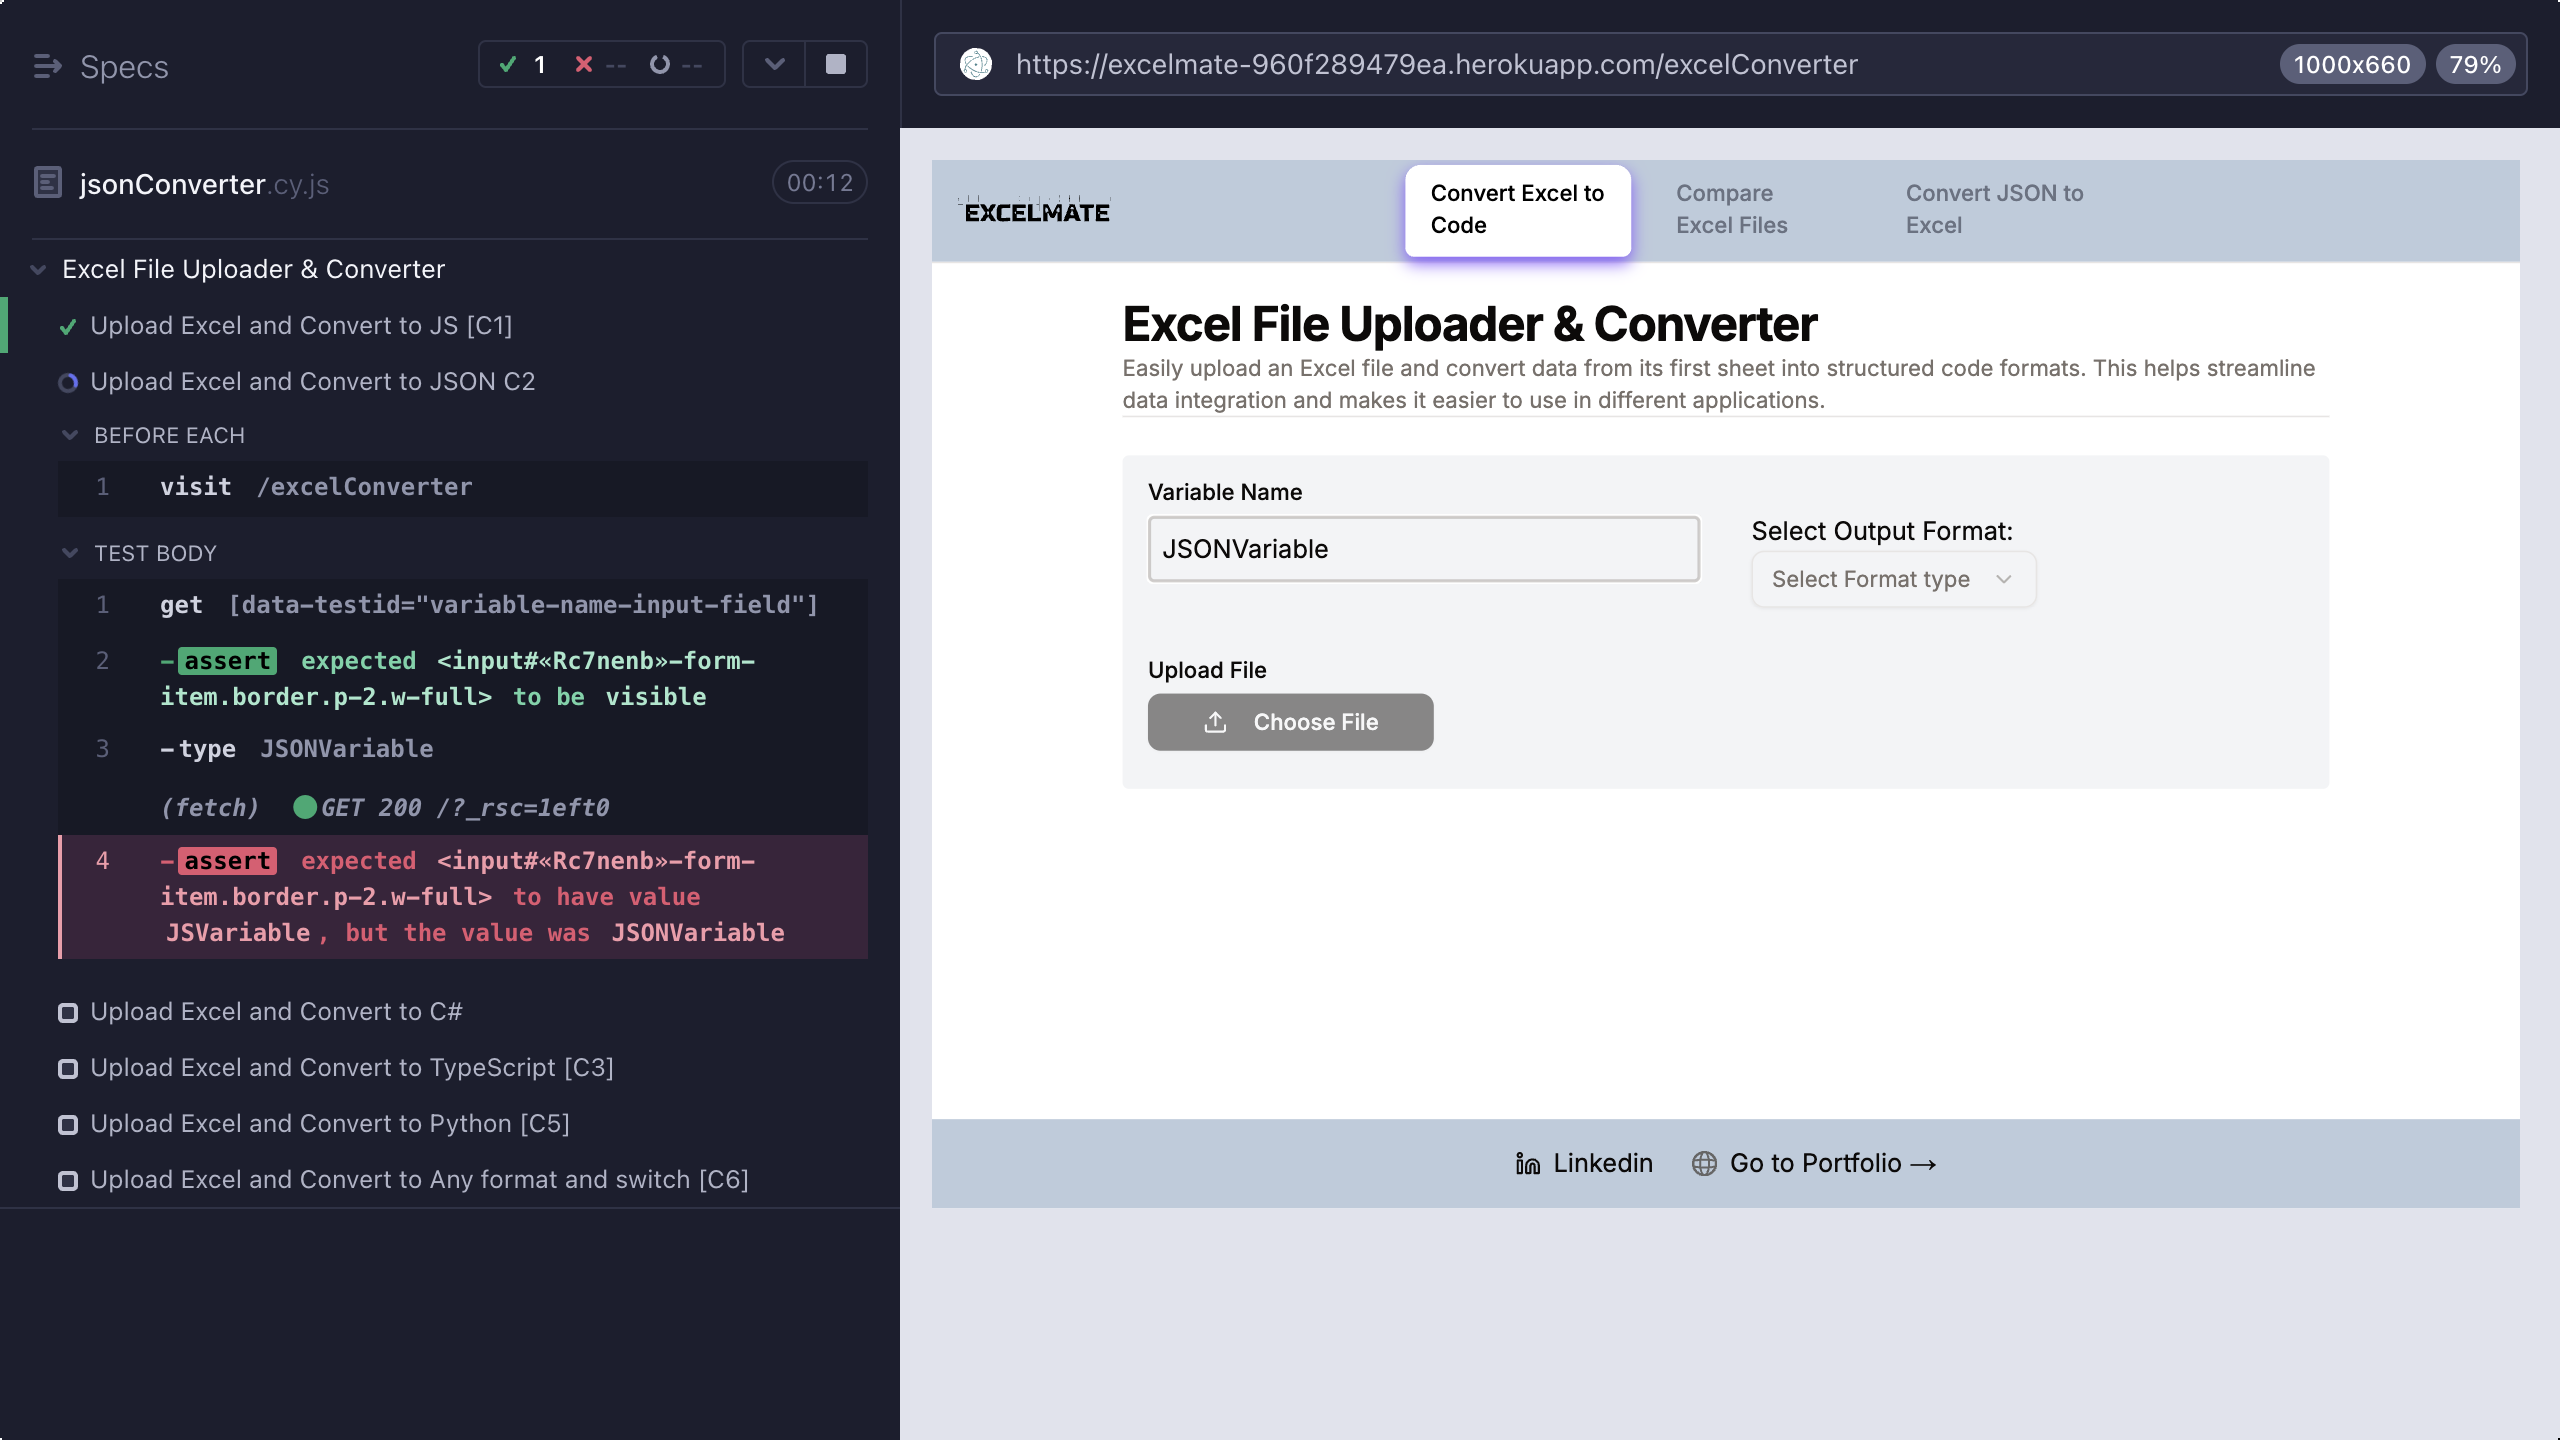 Specs
1 -- --
jsonConverter.cy.js
00:12
Excel File Uploader & Converter
Upload Excel and Convert to JS [C1]
Upload Excel and Convert to JSON C2
BEFORE EACH
1 visit /excelConverter
TEST BODY
1 get [data-testid="variable-name-input-field"]
2 -assert expected <input#«Rc7nenb»-form-
item.border.p-2.w-full> to be visible
3 -type JSONVariable
(fetch) GET 200 /?_rsc=1eft0
4 -assert expected <input#«Rc7nenb»-form-
item.border.p-2.w-full> to have value
JSVariable, but the value was JSONVariable
Upload Excel and Convert to C#
Upload Excel and Convert to TypeScript [C3]
Upload Excel and Convert to Python [C5]
Upload Excel and Convert to Any format and switch [C6]
https://excelmate-960f289479ea.herokuapp.com/excelConverter
1000x660
79%
EXCELMATE
Convert Excel to
Code
Compare
Excel Files
Convert JSON to
Excel
Excel File Uploader & Converter
Easily upload an Excel file and convert data from its first sheet into structured code formats. This helps streamline
data integration and makes it easier to use in different applications.
Variable Name
JSONVariable
Select Output Format:
Select Format type
Upload File
Choose File
Linkedin
Go to Portfolio →